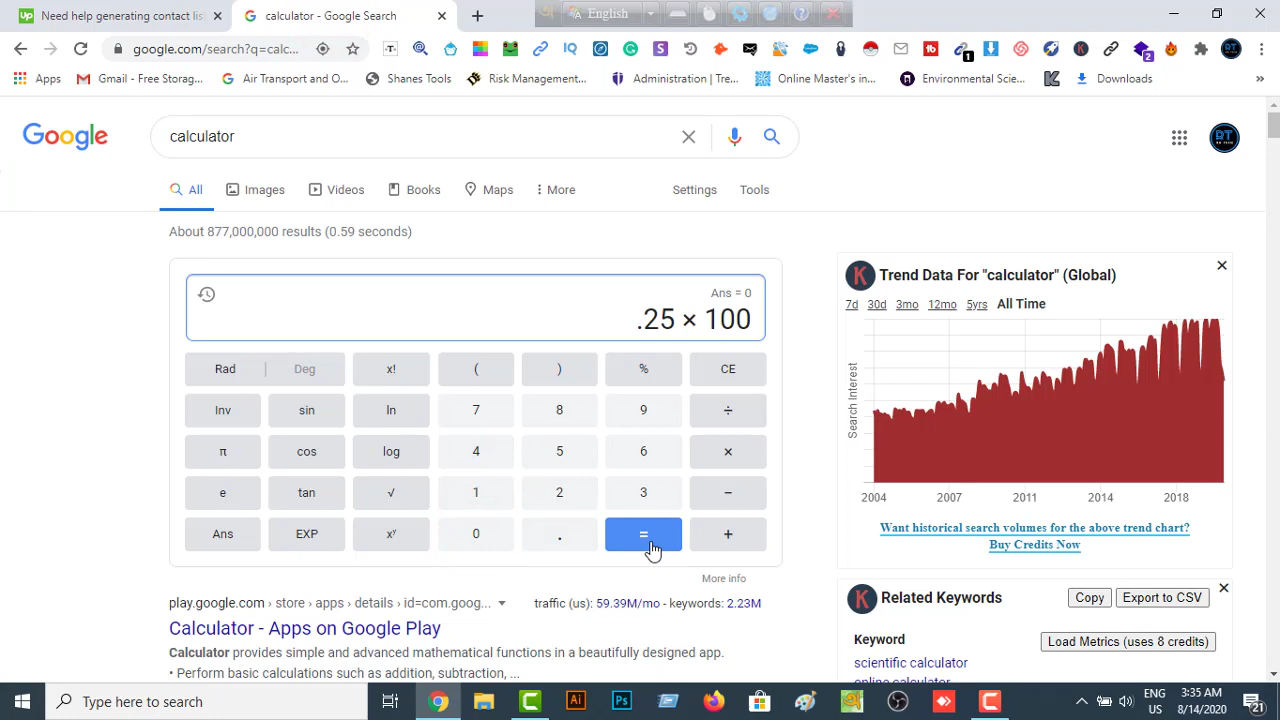 Need help generating contact list
calculator - Google Search
English
google.com/search?q=calc...
1
2
Apps
Gmail - Free Storag...
Air Transport and O...
Shanes Tools
Risk Management...
Administration | Tre...
Online Master's in...
Environmental Scie...
Downloads
»
Google
calculator
All
Images
Videos
Books
Maps
More
Settings
Tools
About 877,000,000 results (0.59 seconds)
Ans = 0
.25 × 100
Rad | Deg x! ( ) % CE
Inv sin ln 7 8 9 ÷
π cos log 4 5 6 ×
e tan √ 1 2 3 −
Ans EXP xʸ 0 . = +
More info
Trend Data For "calculator" (Global)
7d 30d 3mo 12mo 5yrs All Time
Search Interest
2004 2007 2011 2014 2018
Want historical search volumes for the above trend chart?
Buy Credits Now
play.google.com › store › apps › details › id=com.goog...
traffic (us): 59.39M/mo - keywords: 2.23M
Calculator - Apps on Google Play
Calculator provides simple and advanced mathematical functions in a beautifully designed app.
• Perform basic calculations such as addition, subtraction, ...
Related Keywords
Copy
Export to CSV
Keyword
Load Metrics (uses 8 credits)
scientific calculator
online calculator
Type here to search
ENG
US
3:35 AM
8/14/2020
21